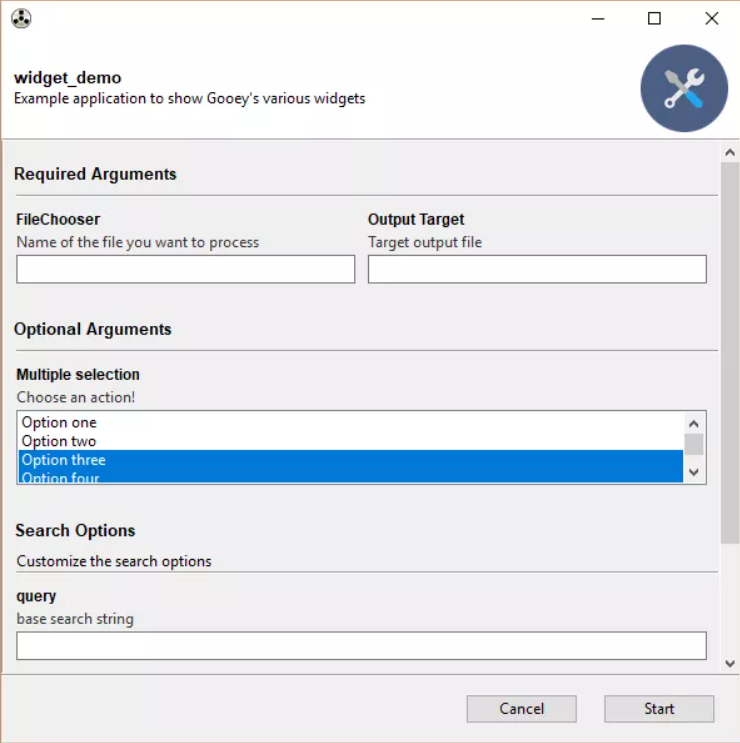 widget_demo
Example application to show Gooey's various widgets
Required Arguments
FileChooser
Name of the file you want to process
Output Target
Target output file
Optional Arguments
Multiple selection
Choose an action!
Option one
Option two
Option three
Option four
Search Options
Customize the search options
query
base search string
Cancel
Start